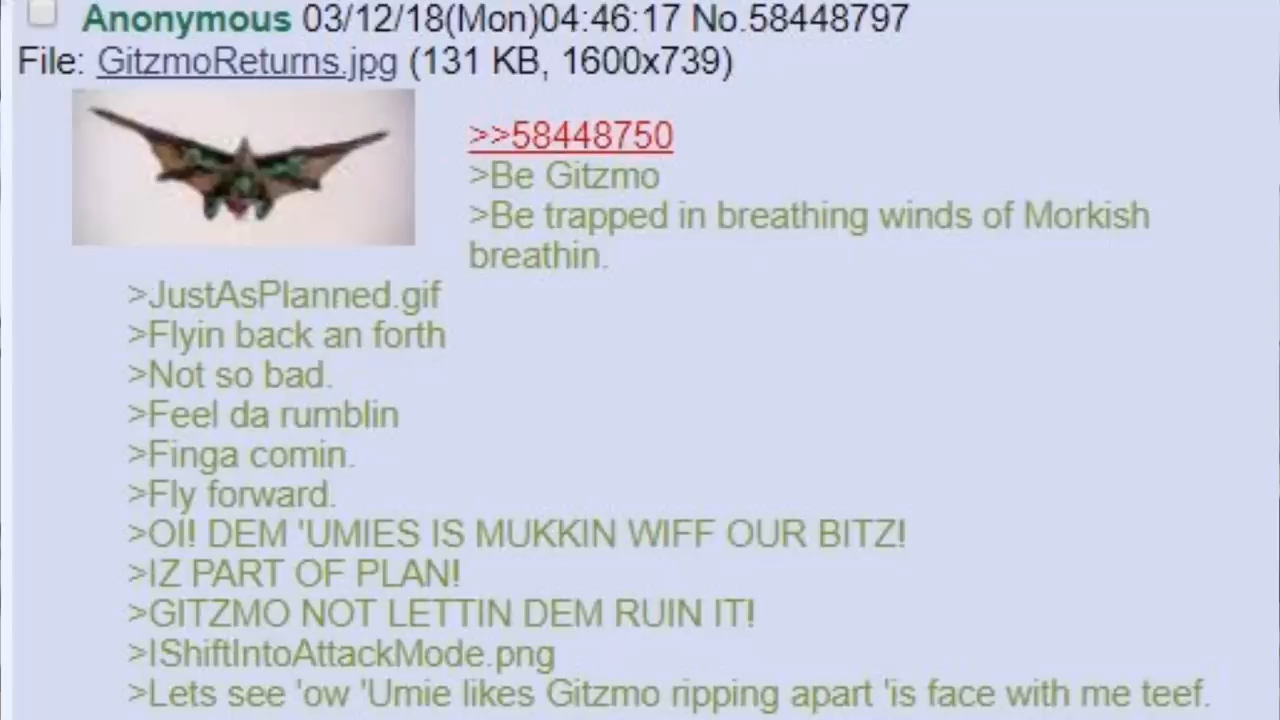 Anonymous 03/12/18(Mon)04:46:17 No.58448797
File: GitzmoReturns.jpg (131 KB, 1600x739)
>>58448750
>Be Gitzmo
>Be trapped in breathing winds of Morkish
breathin.
>JustAsPlanned.gif
>Flyin back an forth
>Not so bad.
>Feel da rumblin
>Finga comin.
>Fly forward.
>OI! DEM 'UMIES IS MUKKIN WIFF OUR BITZ!
>IZ PART OF PLAN!
>GITZMO NOT LETTIN DEM RUIN IT!
>IShiftIntoAttackMode.png
>Lets see 'ow 'Umie likes Gitzmo ripping apart 'is face with me teef.